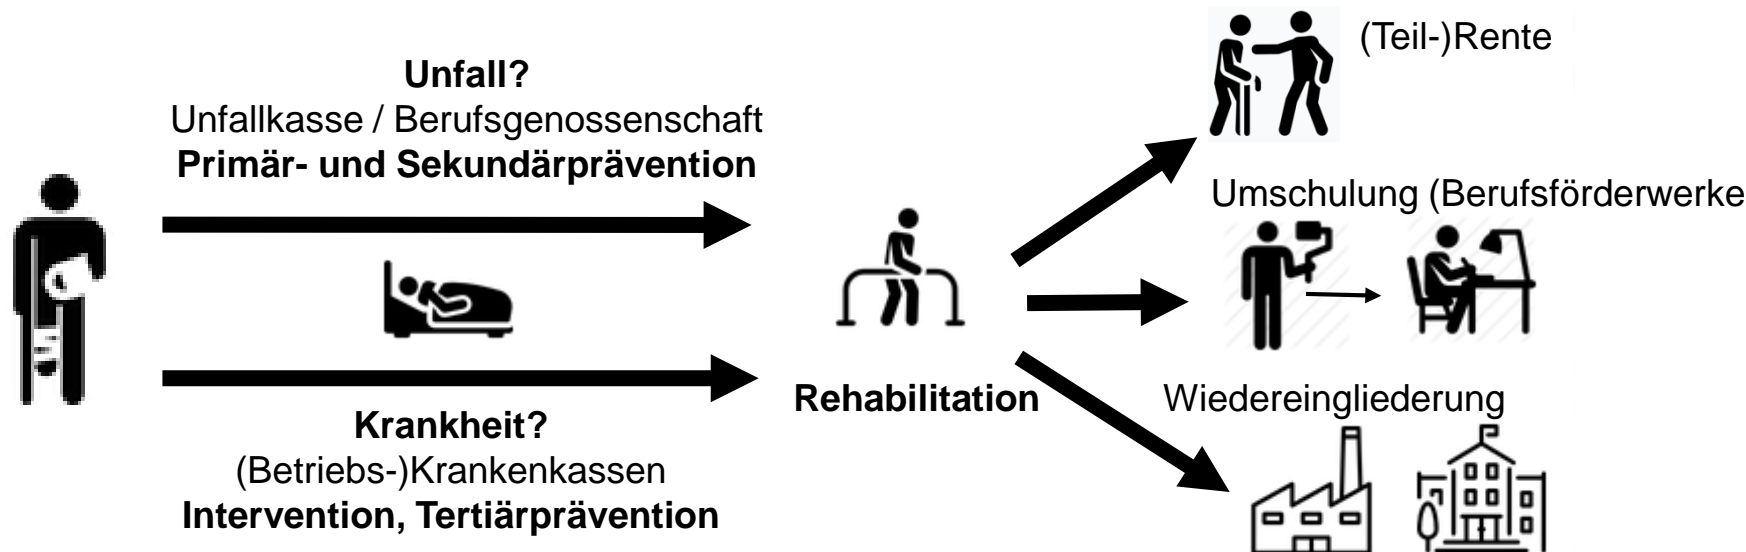 Unfall?
Unfallkasse / Berufsgenossenschaft
Primär- und Sekundärprävention
Krankheit?
(Betriebs-)Krankenkassen
Intervention, Tertiärprävention
Rehabilitation
(Teil-)Rente
Umschulung (Berufsförderwerke
Wiedereingliederung